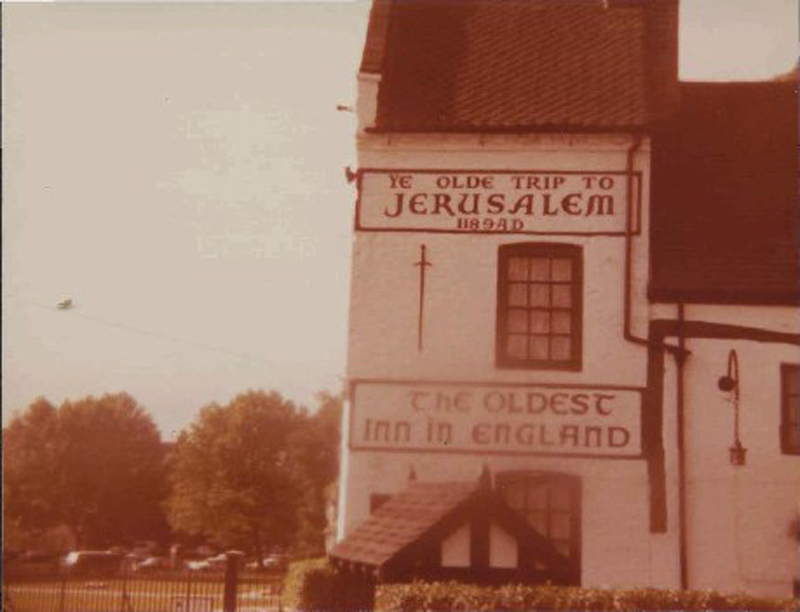 YE OLDE TRIP TO
JERUSALEM
1189AD
THE OLDEST
INN IN ENGLAND